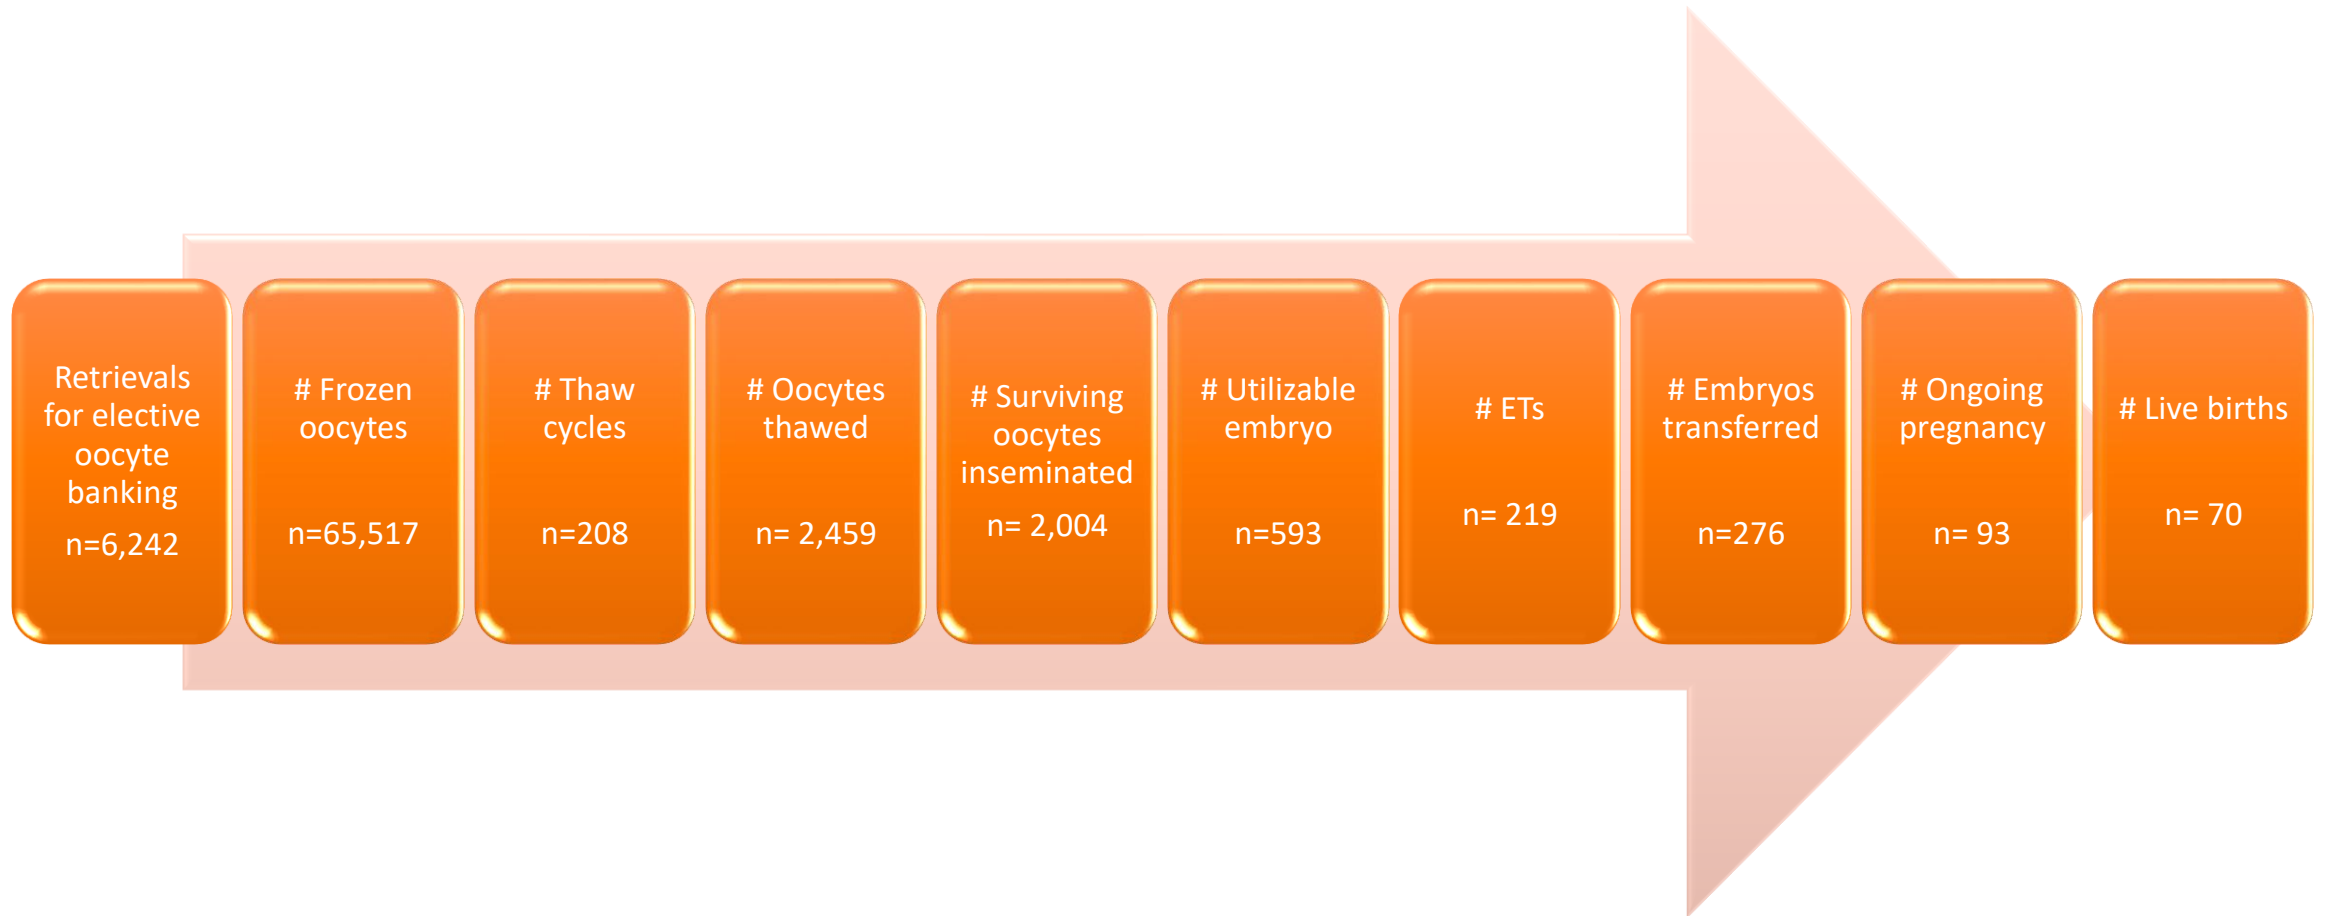 Retrievals
for elective
oocyte
banking
n=6,242
# Frozen
oocytes
n=65,517
# Thaw
cycles
n=208
# Oocytes
thawed
n= 2,459
# Surviving
oocytes
inseminated
n= 2,004
# Utilizable
embryo
n=593
# ETs
n= 219
# Embryos
transferred
n=276
# Ongoing
pregnancy
n= 93
# Live births
n= 70